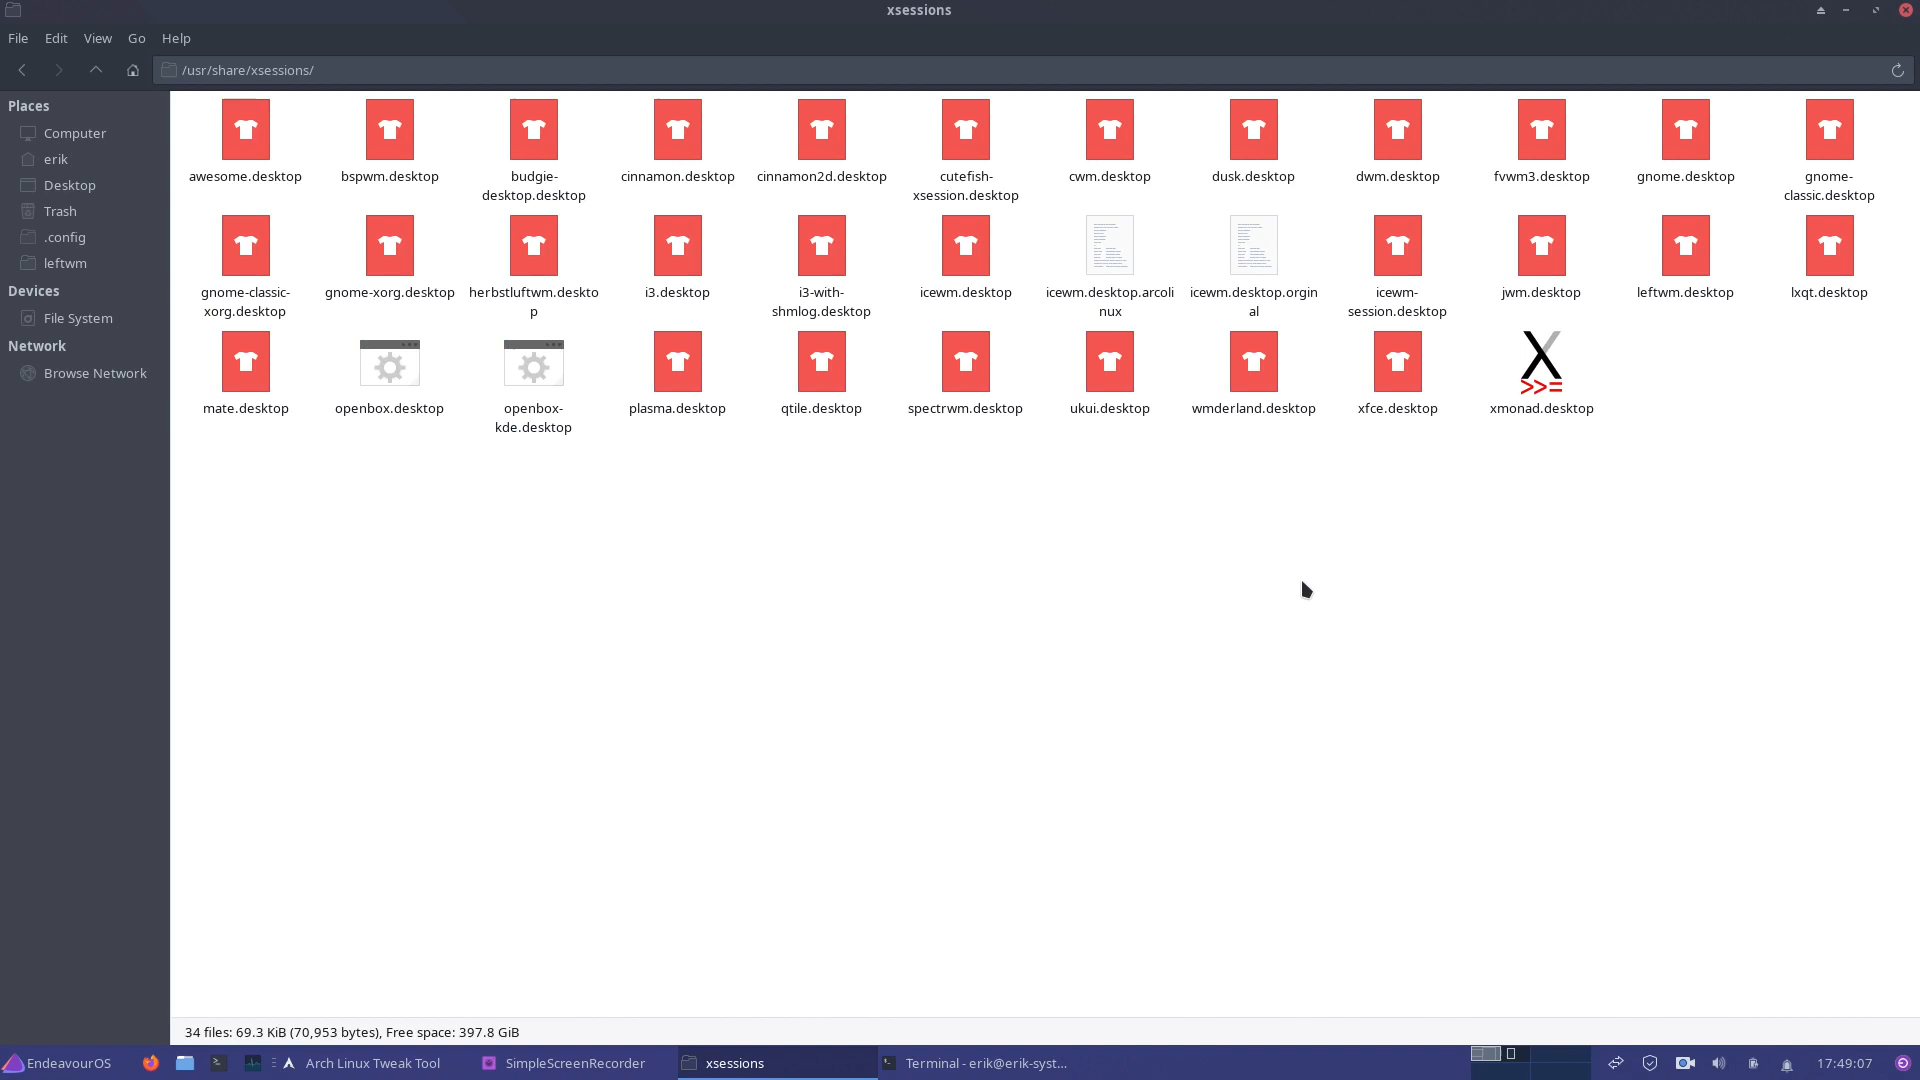 xsessions
File Edit View Go Help
/usr/share/xsessions/
Places
Computer
erik
Desktop
Trash
.config
leftwm
Devices
File System
Network
Browse Network
awesome.desktop
bspwm.desktop
budgie-
desktop.desktop
cinnamon.desktop
cinnamon2d.desktop
cutefish-
xsession.desktop
cwm.desktop
dusk.desktop
dwm.desktop
fvwm3.desktop
gnome.desktop
gnome-
classic.desktop
gnome-classic-
xorg.desktop
gnome-xorg.desktop
herbstluftwm.deskto
p
i3.desktop
i3-with-
shmlog.desktop
icewm.desktop
icewm.desktop.arcoli
nux
icewm.desktop.orgin
al
icewm-
session.desktop
jwm.desktop
leftwm.desktop
lxqt.desktop
mate.desktop
openbox.desktop
openbox-
kde.desktop
plasma.desktop
qtile.desktop
spectrwm.desktop
ukui.desktop
wmderland.desktop
xfce.desktop
X
>>=
xmonad.desktop
34 files: 69.3 KiB (70,953 bytes), Free space: 397.8 GiB
EndeavourOS Arch Linux Tweak Tool SimpleScreenRecorder xsessions Terminal - erik@erik-syst... 17:49:07